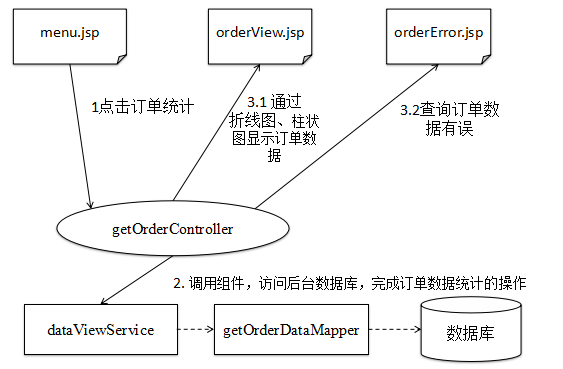 menu.jsp
orderView.jsp
orderError.jsp
1点击订单统计
3.1 通过
折线图、柱状
图显示订单数
据
3.2查询订单数
据有误
getOrderController
2. 调用组件，访问后台数据库，完成订单数据统计的操作
dataViewService
getOrderDataMapper
数据库